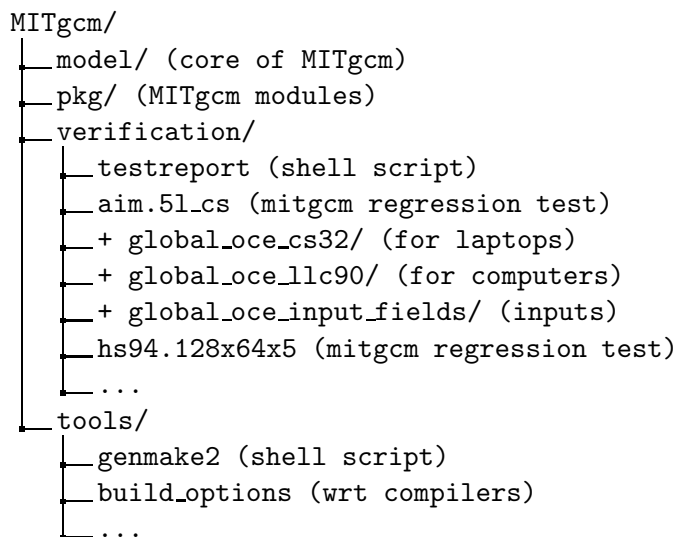 MITgcm/
model/ (core of MITgcm)
pkg/ (MITgcm modules)
verification/
testreport (shell script)
aim.5l_cs (mitgcm regression test)
+ global_oce_cs32/ (for laptops)
+ global_oce_llc90/ (for computers)
+ global_oce_input_fields/ (inputs)
hs94.128x64x5 (mitgcm regression test)
...
tools/
genmake2 (shell script)
build_options (wrt compilers)
...